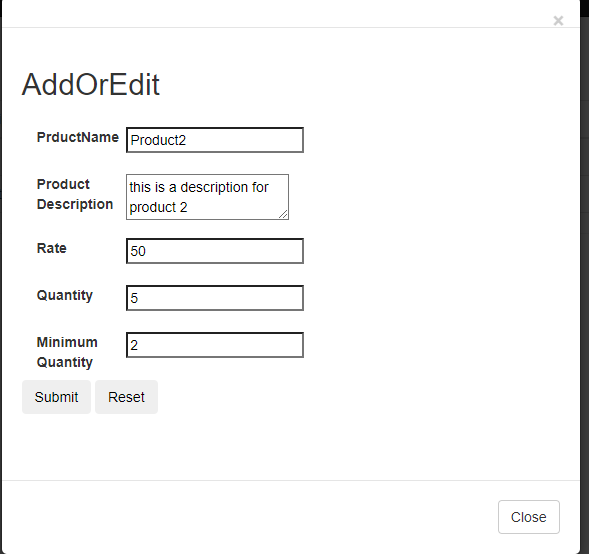 ×
AddOrEdit
PrductName Product2
Product
Description
this is a description for
product 2
Rate 50
Quantity 5
Minimum
Quantity
2
Submit Reset
Close